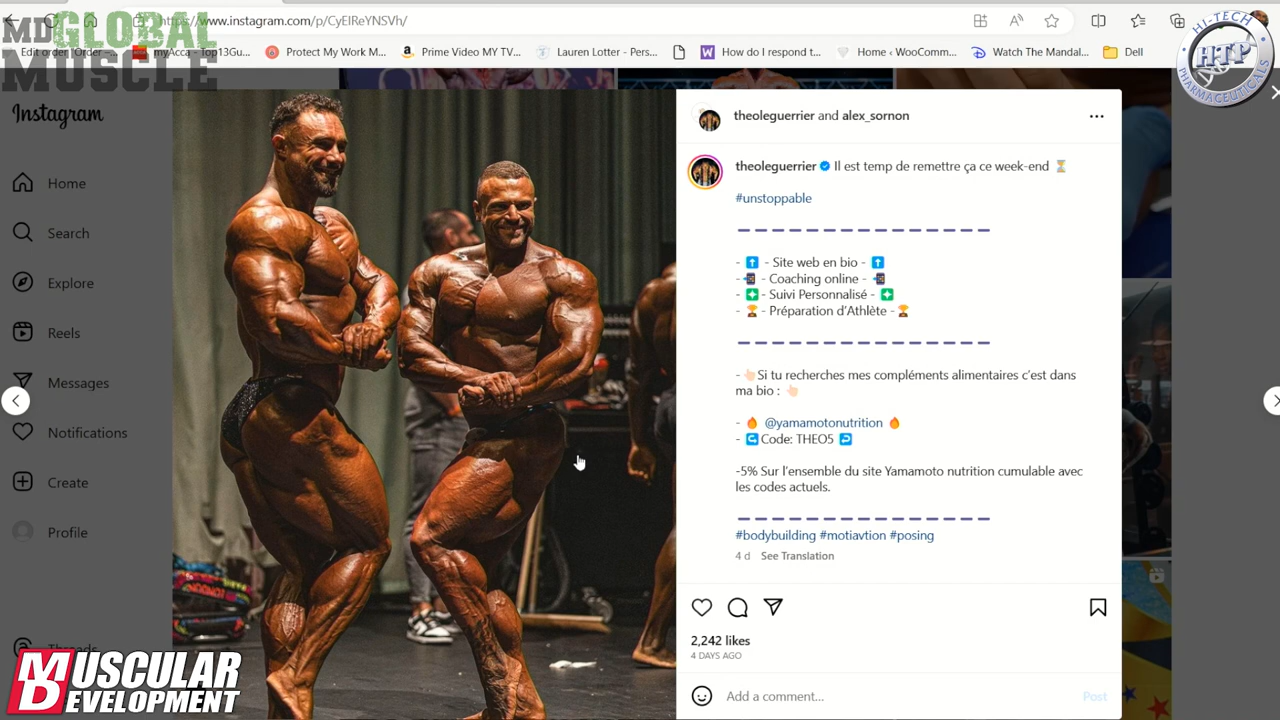 https://www.instagram.com/p/CyEIReYNSVh/
MD GLOBAL
MUSCLE
HI-TECH
HTP
PHARMACEUTICALS
Edit order "Order –...
myAcca - Top13Gu...
Protect My Work M...
Prime Video MY TV...
Lauren Lotter - Pers...
How do I respond t...
Home ‹ WooComm...
Watch The Mandal...
Dell
Instagram
Home
Search
Explore
Reels
Messages
Notifications
Create
Profile
Threads
theoleguerrier and alex_sornon
theoleguerrier Il est temp de remettre ça ce week-end ⏳
#unstoppable
— — — — — — — — — — — — — — —
- ⬆️ - Site web en bio - ⬆️
- 📲 - Coaching online - 📲
- ❇️ - Suivi Personnalisé - ❇️
- 🏆 - Préparation d'Athlète - 🏆
— — — — — — — — — — — — — — —
- 👆🏻Si tu recherches mes compléments alimentaires c'est dans
ma bio : 👆🏻
- 🔥 @yamamotonutrition 🔥
- ↪️Code: THEO5 ↩️
-5% Sur l'ensemble du site Yamamoto nutrition cumulable avec
les codes actuels.
— — — — — — — — — — — — — — —
#bodybuilding #motiavtion #posing
4 d See Translation
2,242 likes
4 DAYS AGO
Add a comment...
Post
MD MUSCULAR
DEVELOPMENT